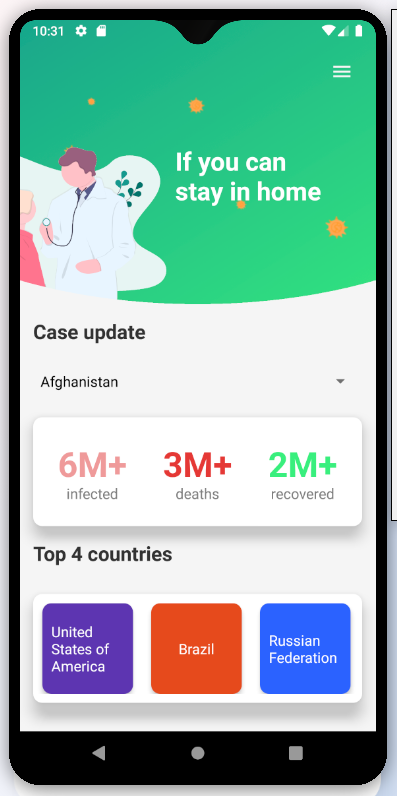 10:31
If you can
stay in home
Case update
Afghanistan
6M+ 3M+ 2M+
infected deaths recovered
Top 4 countries
United
States of
America
Brazil
Russian
Federation